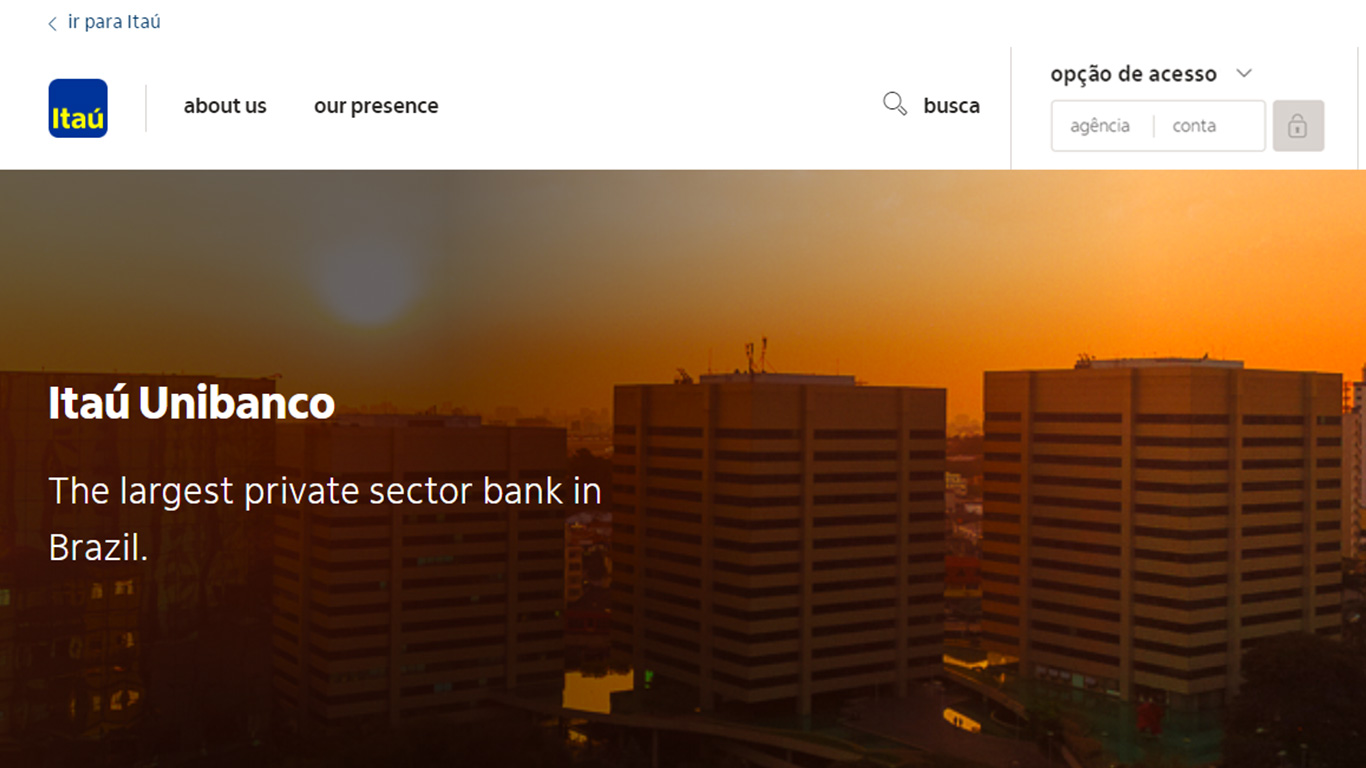 ir para Itaú
opção de acesso
Itaú
about us
our presence
busca
agência
conta
Itaú Unibanco
The largest private sector bank in
Brazil.